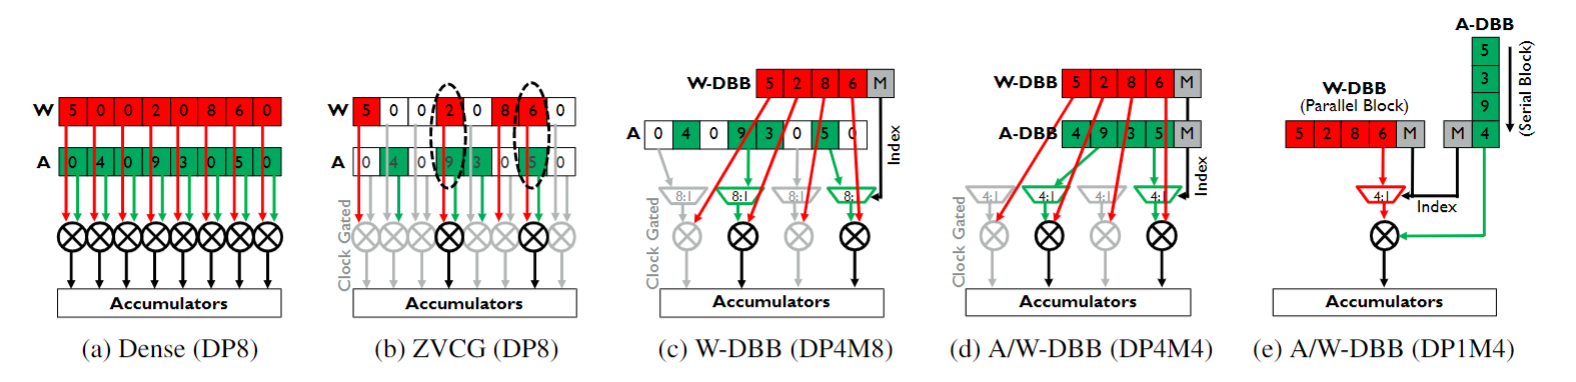 (a) Dense (DP8)
W 5 0 0 2 0 8 6 0
A 0 4 0 9 3 0 5 0
Accumulators
(b) ZVCG (DP8)
W 5 0 0 2 0 8 6 0
A 0 4 0 9 3 0 5 0
Clock Gated
Accumulators
(c) W-DBB (DP4M8)
W-DBB 5 2 8 6 M
A 0 4 0 9 3 0 5 0
Index
8:1 8:1 8:1 8:
Clock Gated
Accumulators
(d) A/W-DBB (DP4M4)
W-DBB 5 2 8 6 M
A-DBB 4 9 3 5 M
Index
4:1 4:1 4:1 4:1
Clock Gated
Accumulators
(e) A/W-DBB (DP1M4)
A-DBB
5
3
9
4
(Serial Block)
W-DBB
(Parallel Block)
5 2 8 6 M M
4:1
Index
Accumulators